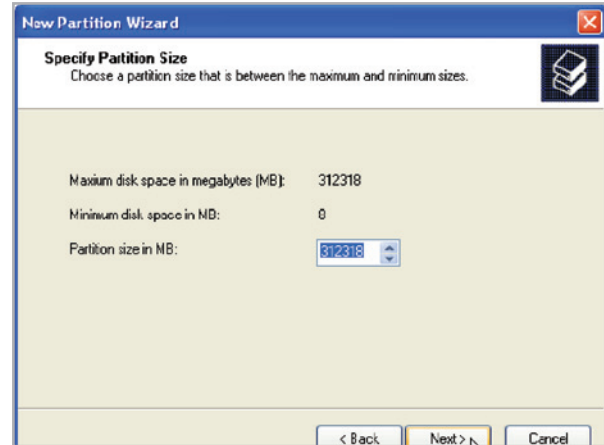 New Partition Wizard
Specify Partition Size
Choose a partition size that is between the maximum and minimum sizes.
Maxium disk space in megabytes (MB): 312318
Minimum disk space in MB: 8
Partition size in MB: 312318
< Back Next > Cancel